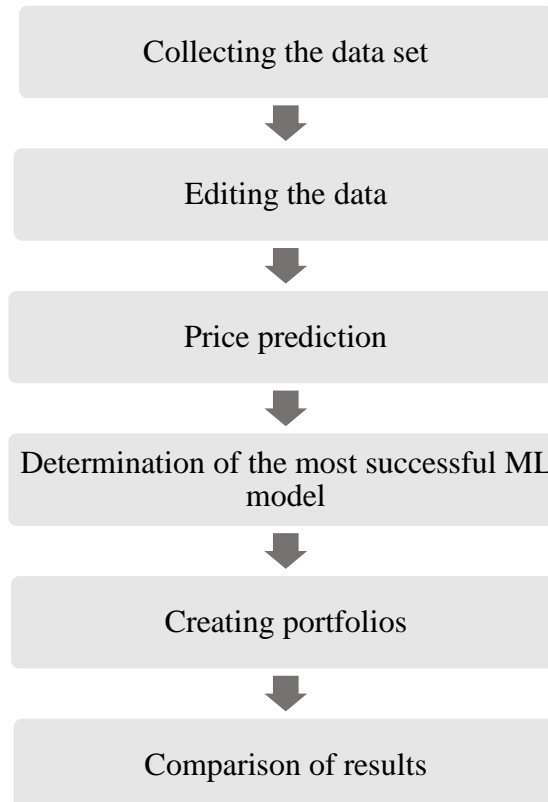 Collecting the data set
Editing the data
Price prediction
Determination of the most successful ML
model
Creating portfolios
Comparison of results